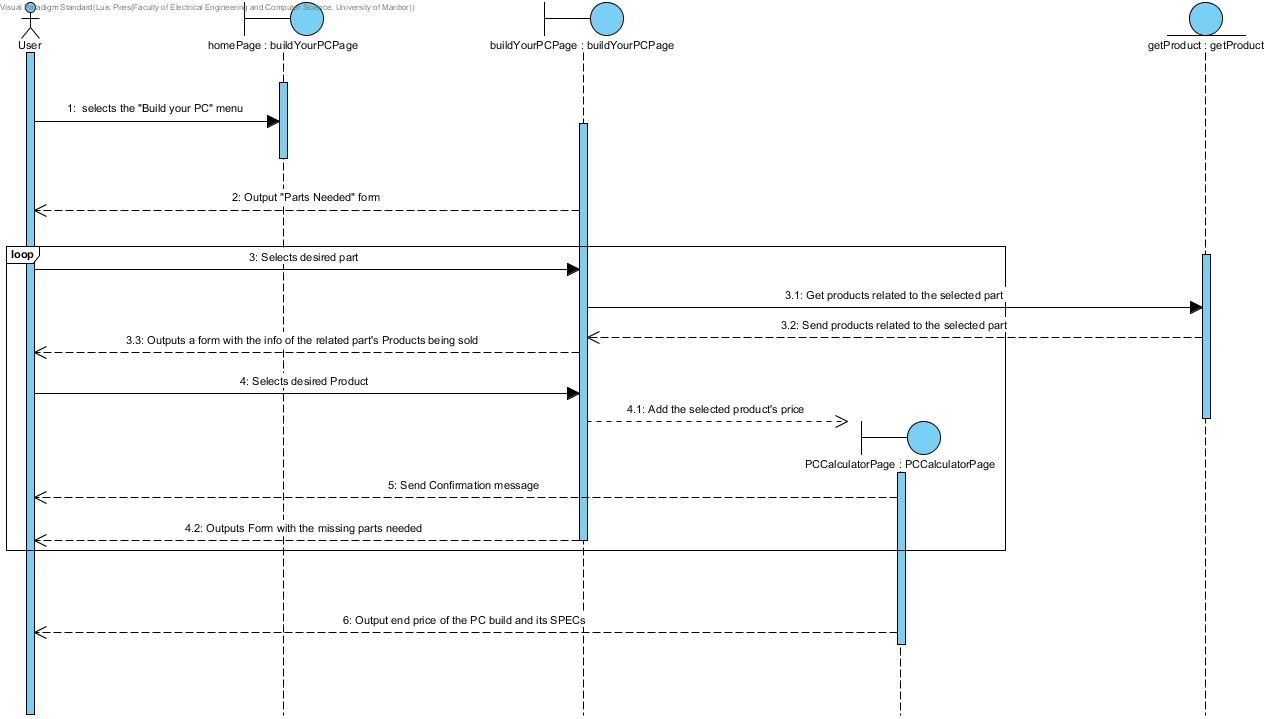 Visual Paradigm Standard(Luis Pires(Faculty of Electrical Engineering and Computer Science, University of Maribor))
User
homePage : buildYourPCPage
buildYourPCPage : buildYourPCPage
getProduct : getProduct
1:  selects the "Build your PC" menu
2: Output "Parts Needed" form
loop
3: Selects desired part
3.1: Get products related to the selected part
3.2: Send products related to the selected part
3.3: Outputs a form with the info of the related part's Products being sold
4: Selects desired Product
4.1: Add the selected product's price
PCCalculatorPage : PCCalculatorPage
5: Send Confirmation message
4.2: Outputs Form with the missing parts needed
6: Output end price of the PC build and its SPECs